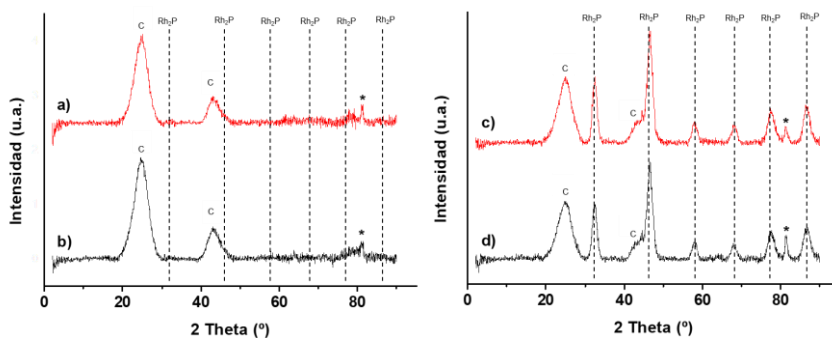 Rh₂P Rh₂P Rh₂P Rh₂P Rh₂P Rh₂P
C
C
a)
*
C
C
b)
*
Intensidad (u.a.)
0 20 40 60 80
2 Theta (º)
Rh₂P Rh₂P Rh₂P Rh₂P Rh₂P Rh₂P
C
C
c)
*
C
C
d)
*
Intensidad (u.a.)
0 20 40 60 80
2 Theta (º)